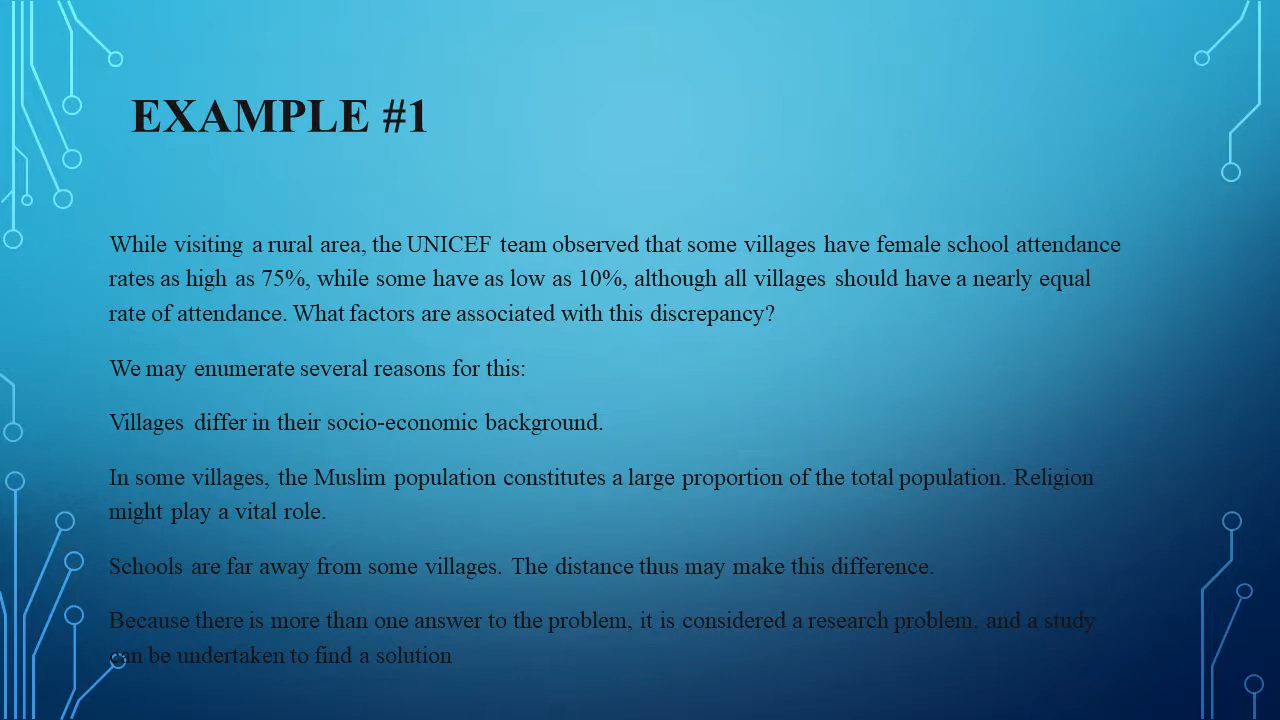 EXAMPLE #1
While visiting a rural area, the UNICEF team observed that some villages have female school attendance
rates as high as 75%, while some have as low as 10%, although all villages should have a nearly equal
rate of attendance. What factors are associated with this discrepancy?
We may enumerate several reasons for this:
Villages differ in their socio-economic background.
In some villages, the Muslim population constitutes a large proportion of the total population. Religion
might play a vital role.
Schools are far away from some villages. The distance thus may make this difference.
Because there is more than one answer to the problem, it is considered a research problem, and a study
can be undertaken to find a solution